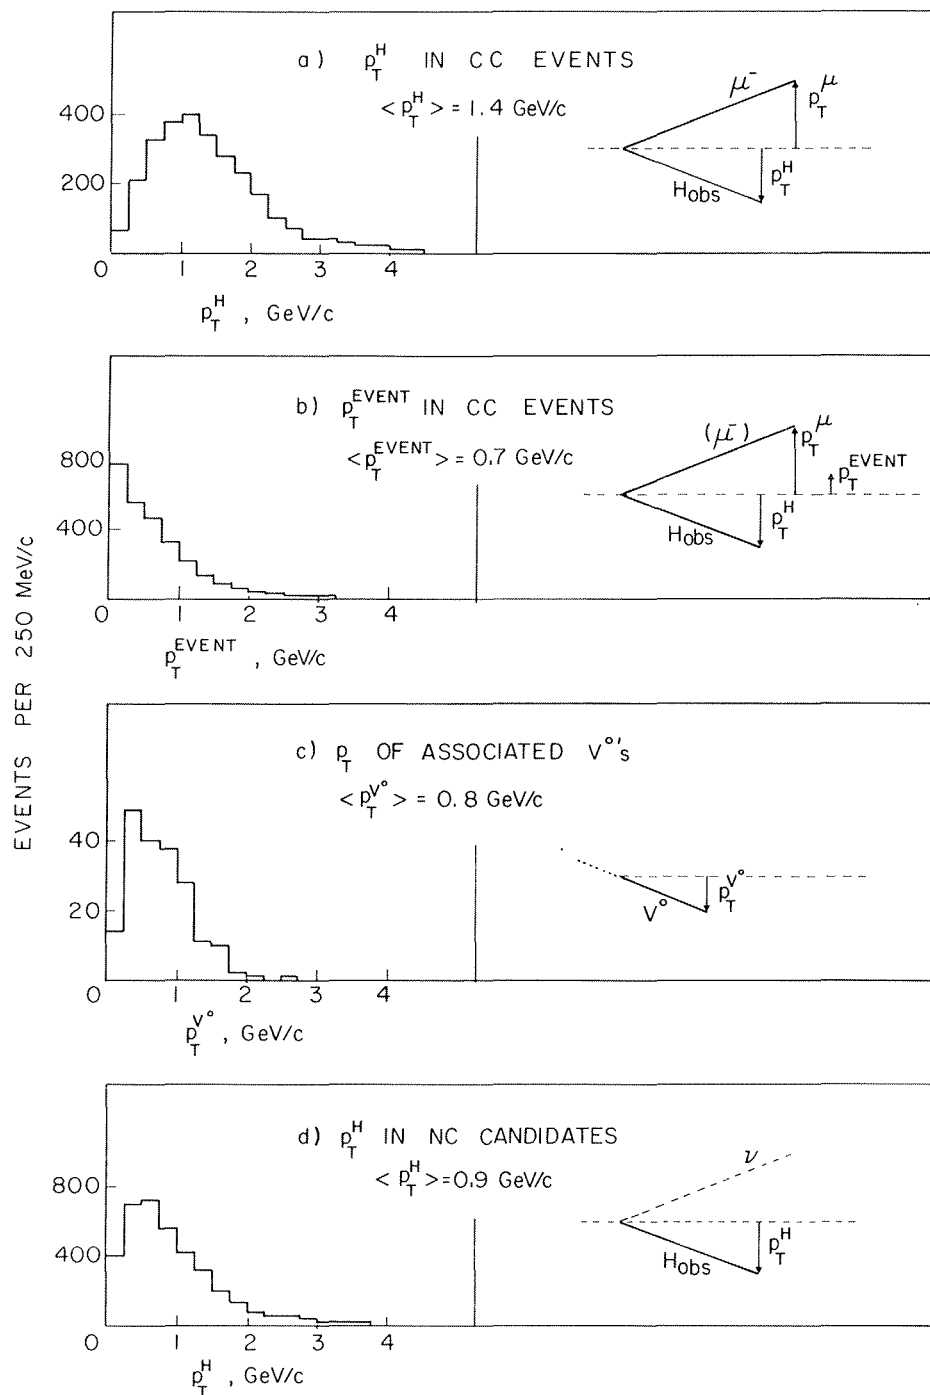 EVENTS PER 250 MeV/c
a) p_T^H IN CC EVENTS
<p_T^H> = 1.4 GeV/c
400
200
0 1 2 3 4
p_T^H , GeV/c
μ⁻
p_T^μ
p_T^H
Hobs
b) p_T^EVENT IN CC EVENTS
<p_T^EVENT> = 0.7 GeV/c
800
400
0 1 2 3 4
p_T^EVENT , GeV/c
(μ⁻)
p_T^μ
p_T^EVENT
p_T^H
Hobs
c) p_T OF ASSOCIATED V°'s
<p_T^V°> = 0.8 GeV/c
40
20
0 1 2 3 4
p_T^V° , GeV/c
V°
p_T^V°
d) p_T^H IN NC CANDIDATES
<p_T^H> = 0.9 GeV/c
800
400
0 1 2 3 4
p_T^H , GeV/c
ν
p_T^H
Hobs